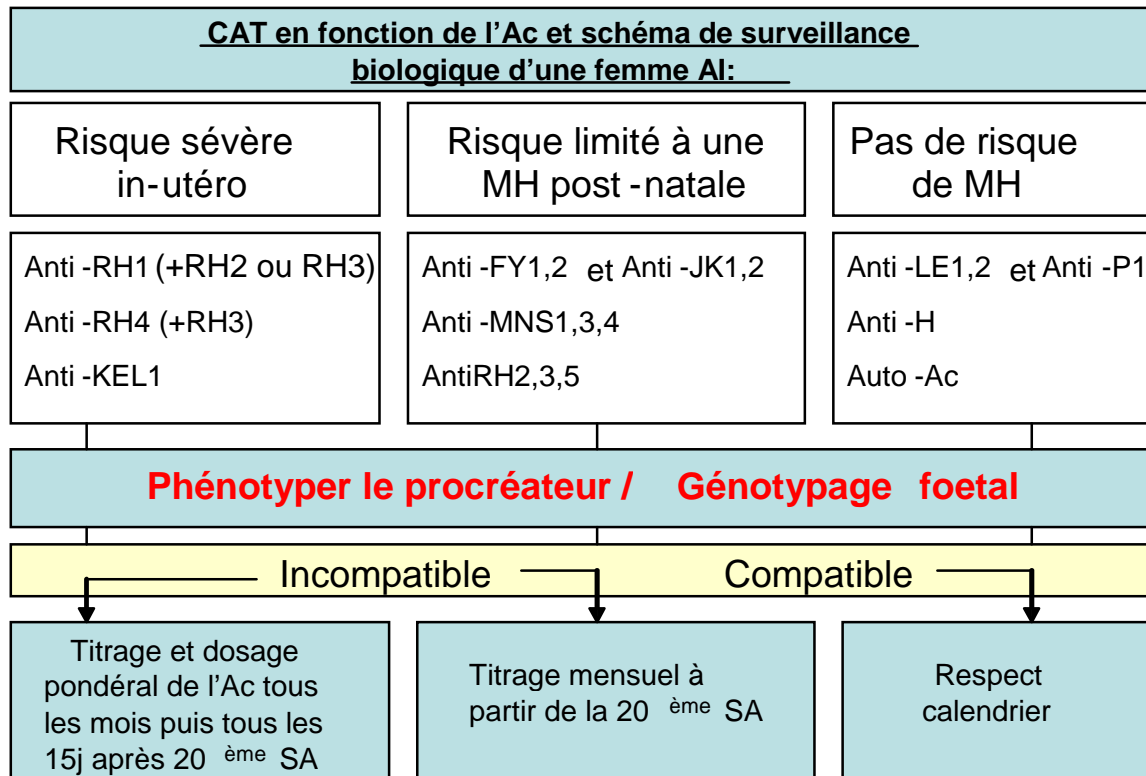 CAT en fonction de l'Ac et schéma de surveillance
biologique d'une femme AI:
Risque sévère
in-utéro
Risque limité à une
MH post -natale
Pas de risque
de MH
Anti -RH1 (+RH2 ou RH3)
Anti -RH4 (+RH3)
Anti -KEL1
Anti -FY1,2 et Anti -JK1,2
Anti -MNS1,3,4
AntiRH2,3,5
Anti -LE1,2 et Anti -P1
Anti -H
Auto -Ac
Phénotyper le procréateur / Génotypage foetal
Incompatible
Compatible
Titrage et dosage
pondéral de l'Ac tous
les mois puis tous les
15j après 20 ème SA
Titrage mensuel à
partir de la 20 ème SA
Respect
calendrier